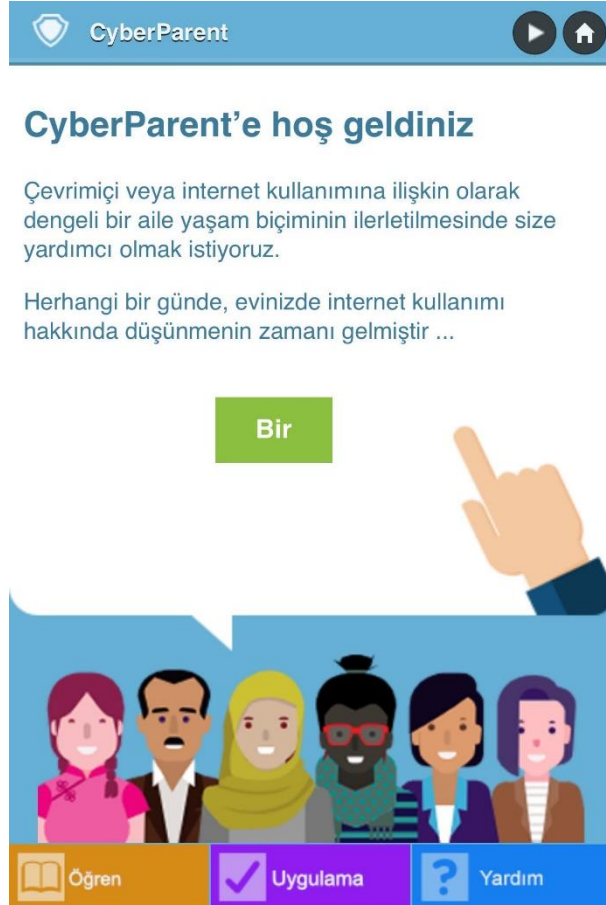 CyberParent
CyberParent’e hoş geldiniz
Çevrimiçi veya internet kullanımına ilişkin olarak
dengeli bir aile yaşam biçiminin ilerletilmesinde size
yardımcı olmak istiyoruz.
Herhangi bir günde, evinizde internet kullanımı
hakkında düşünmenin zamanı gelmiştir ...
Bir
Öğren
Uygulama
? Yardım